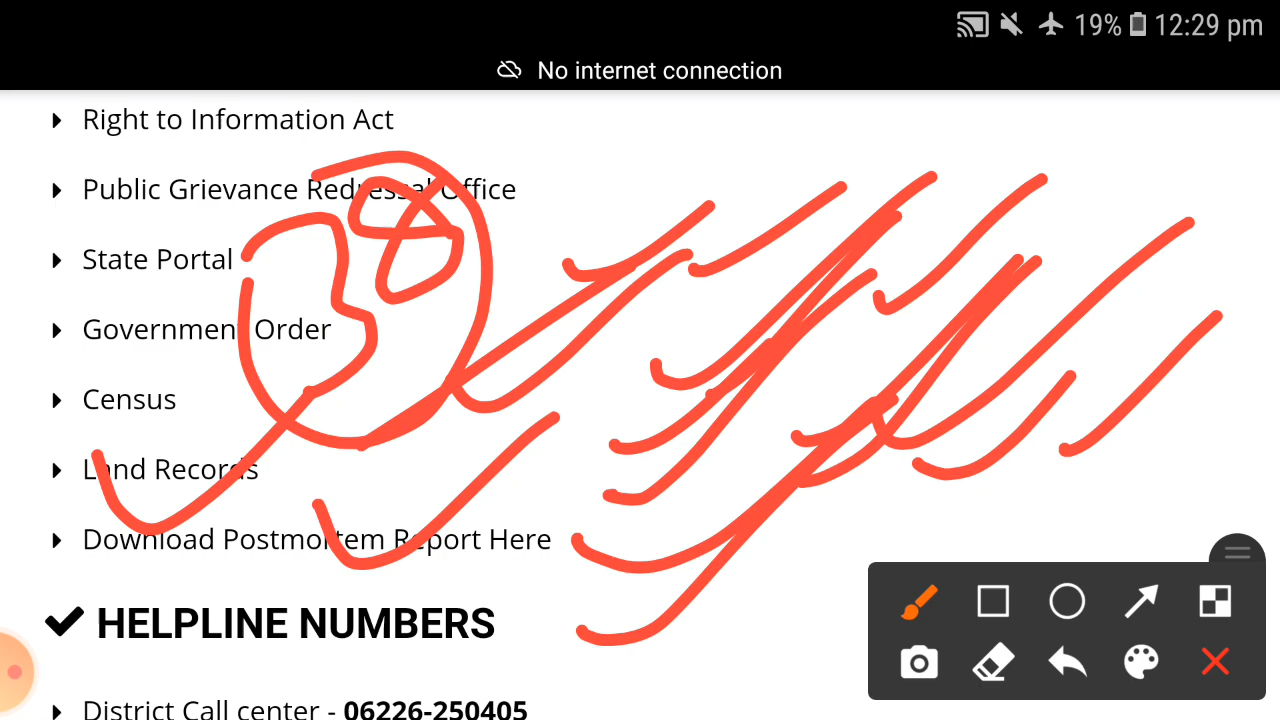 19% 12:29 pm
No internet connection
Right to Information Act
Public Grievance Redressal Office
State Portal
Government Order
Census
Land Records
Download Postmortem Report Here
38
HELPLINE NUMBERS
District Call center - 06226-250405